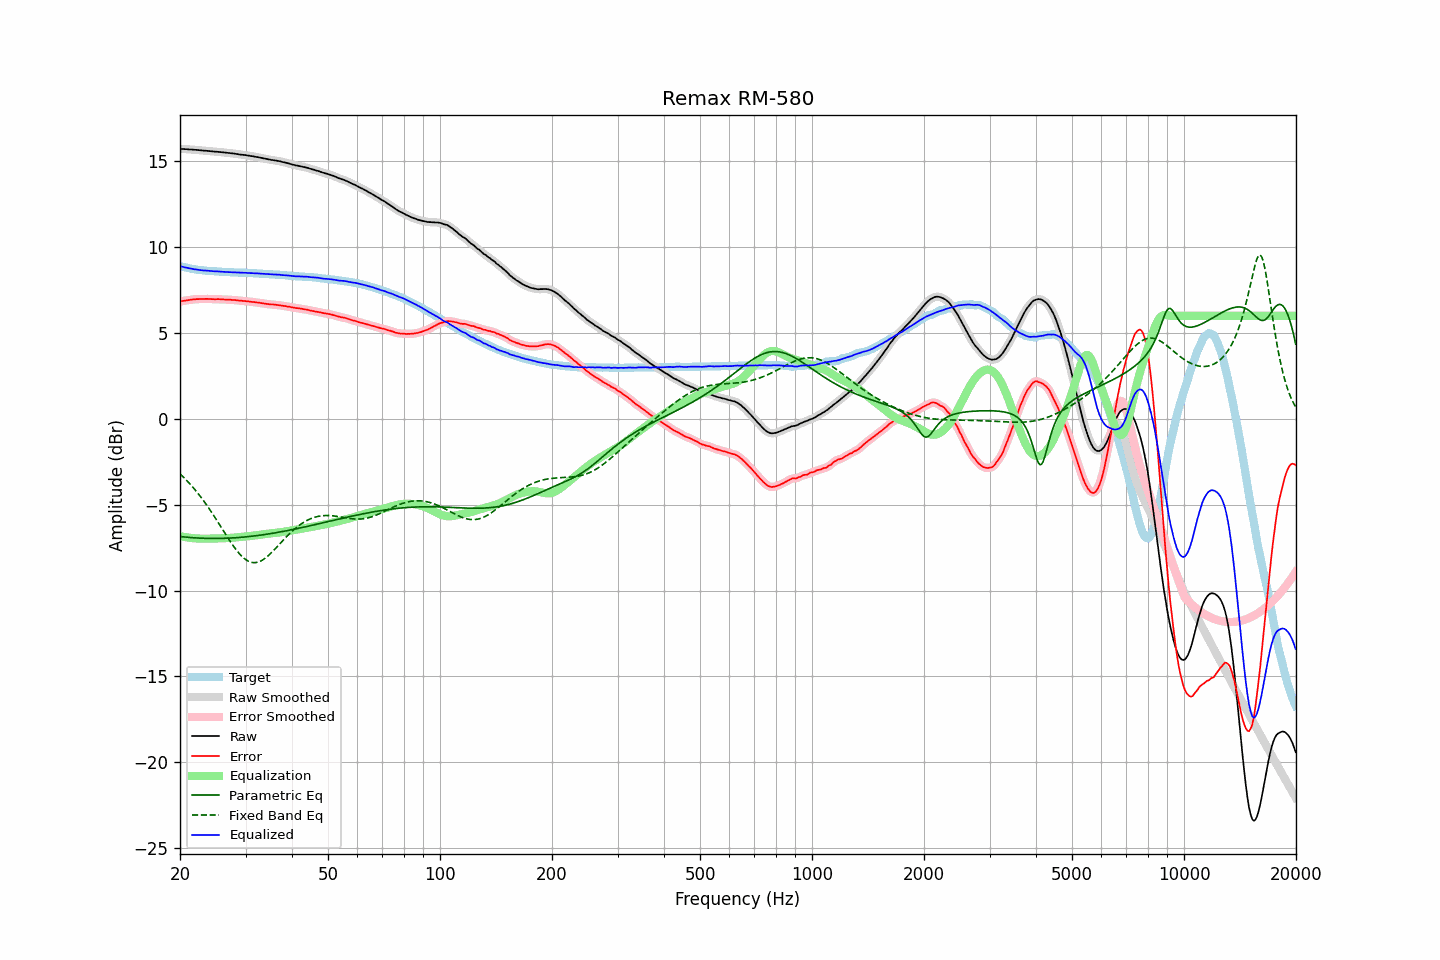 Remax RM-580
Amplitude (dBr)
15
10
5
0
−5
−10
−15
−20
−25
Target
Raw Smoothed
Error Smoothed
Raw
Error
Equalization
Parametric Eq
Fixed Band Eq
Equalized
20 50 100 200 500 1000 2000 5000 10000 20000
Frequency (Hz)